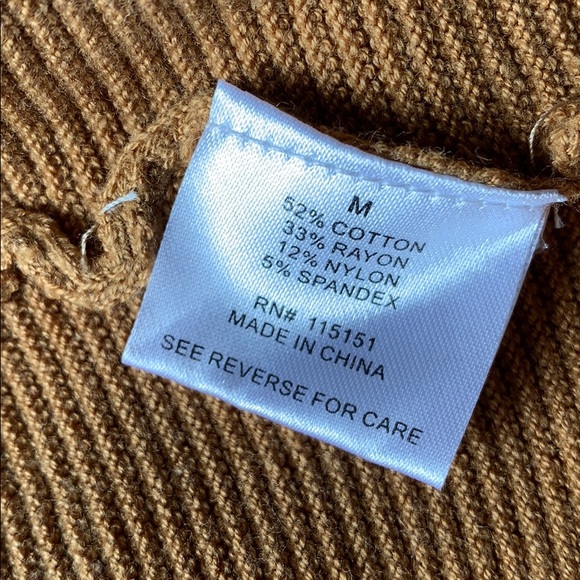 M
52% COTTON
33% RAYON
12% NYLON
5% SPANDEX
RN# 115151
MADE IN CHINA
SEE REVERSE FOR CARE